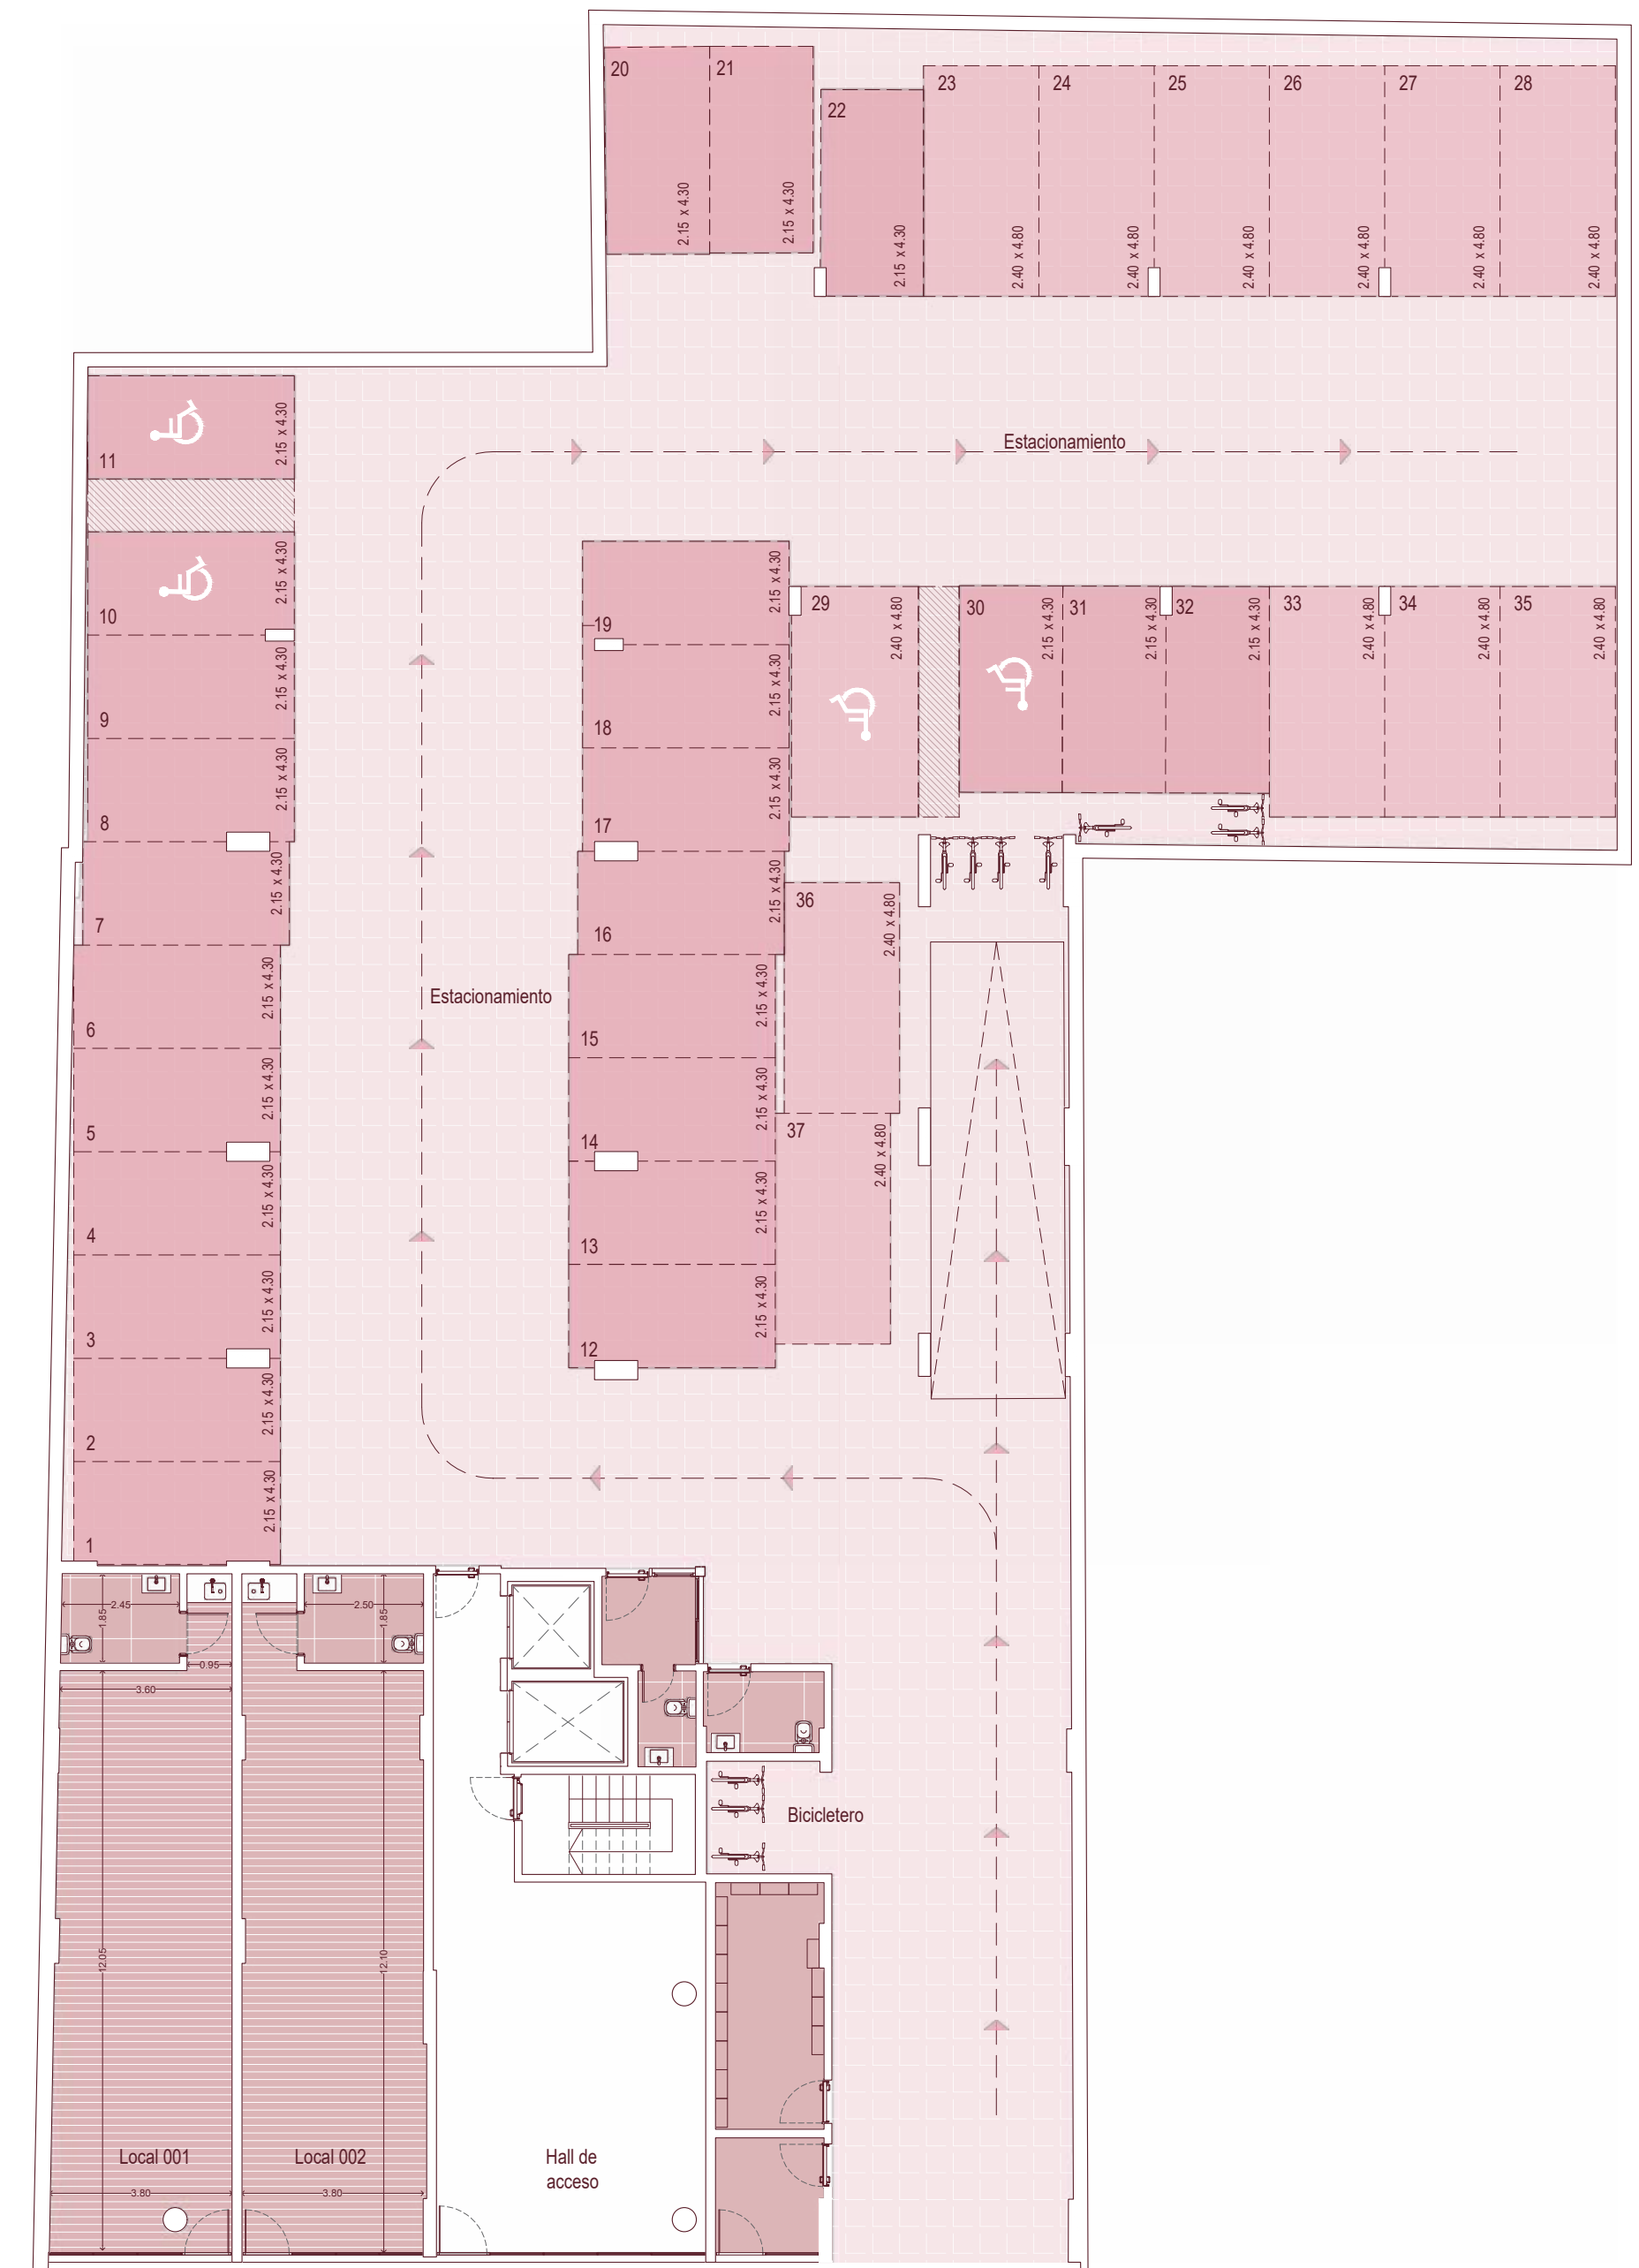 20
21
22
23
24
25
26
27
28
2.15 x 4.30
2.15 x 4.30
2.15 x 4.30
2.40 x 4.80
2.40 x 4.80
2.40 x 4.80
2.40 x 4.80
2.40 x 4.80
2.40 x 4.80
Estacionamiento
11
2.15 x 4.30
10
2.15 x 4.30
9
2.15 x 4.30
8
2.15 x 4.30
7
2.15 x 4.30
6
2.15 x 4.30
5
2.15 x 4.30
4
2.15 x 4.30
3
2.15 x 4.30
2
2.15 x 4.30
1
2.15 x 4.30
Estacionamiento
19
2.15 x 4.30
18
2.15 x 4.30
17
2.15 x 4.30
16
2.15 x 4.30
15
2.15 x 4.30
14
2.15 x 4.30
13
2.15 x 4.30
12
2.15 x 4.30
29
2.40 x 4.80
30
2.15 x 4.30
31
2.15 x 4.30
32
2.15 x 4.30
33
2.40 x 4.80
34
2.40 x 4.80
35
2.40 x 4.80
36
2.40 x 4.80
37
2.40 x 4.80
2.45
1.85
0.95
3.60
2.50
1.85
12.05
12.10
Bicicletero
Local 001
3.80
Local 002
3.80
Hall de
acceso